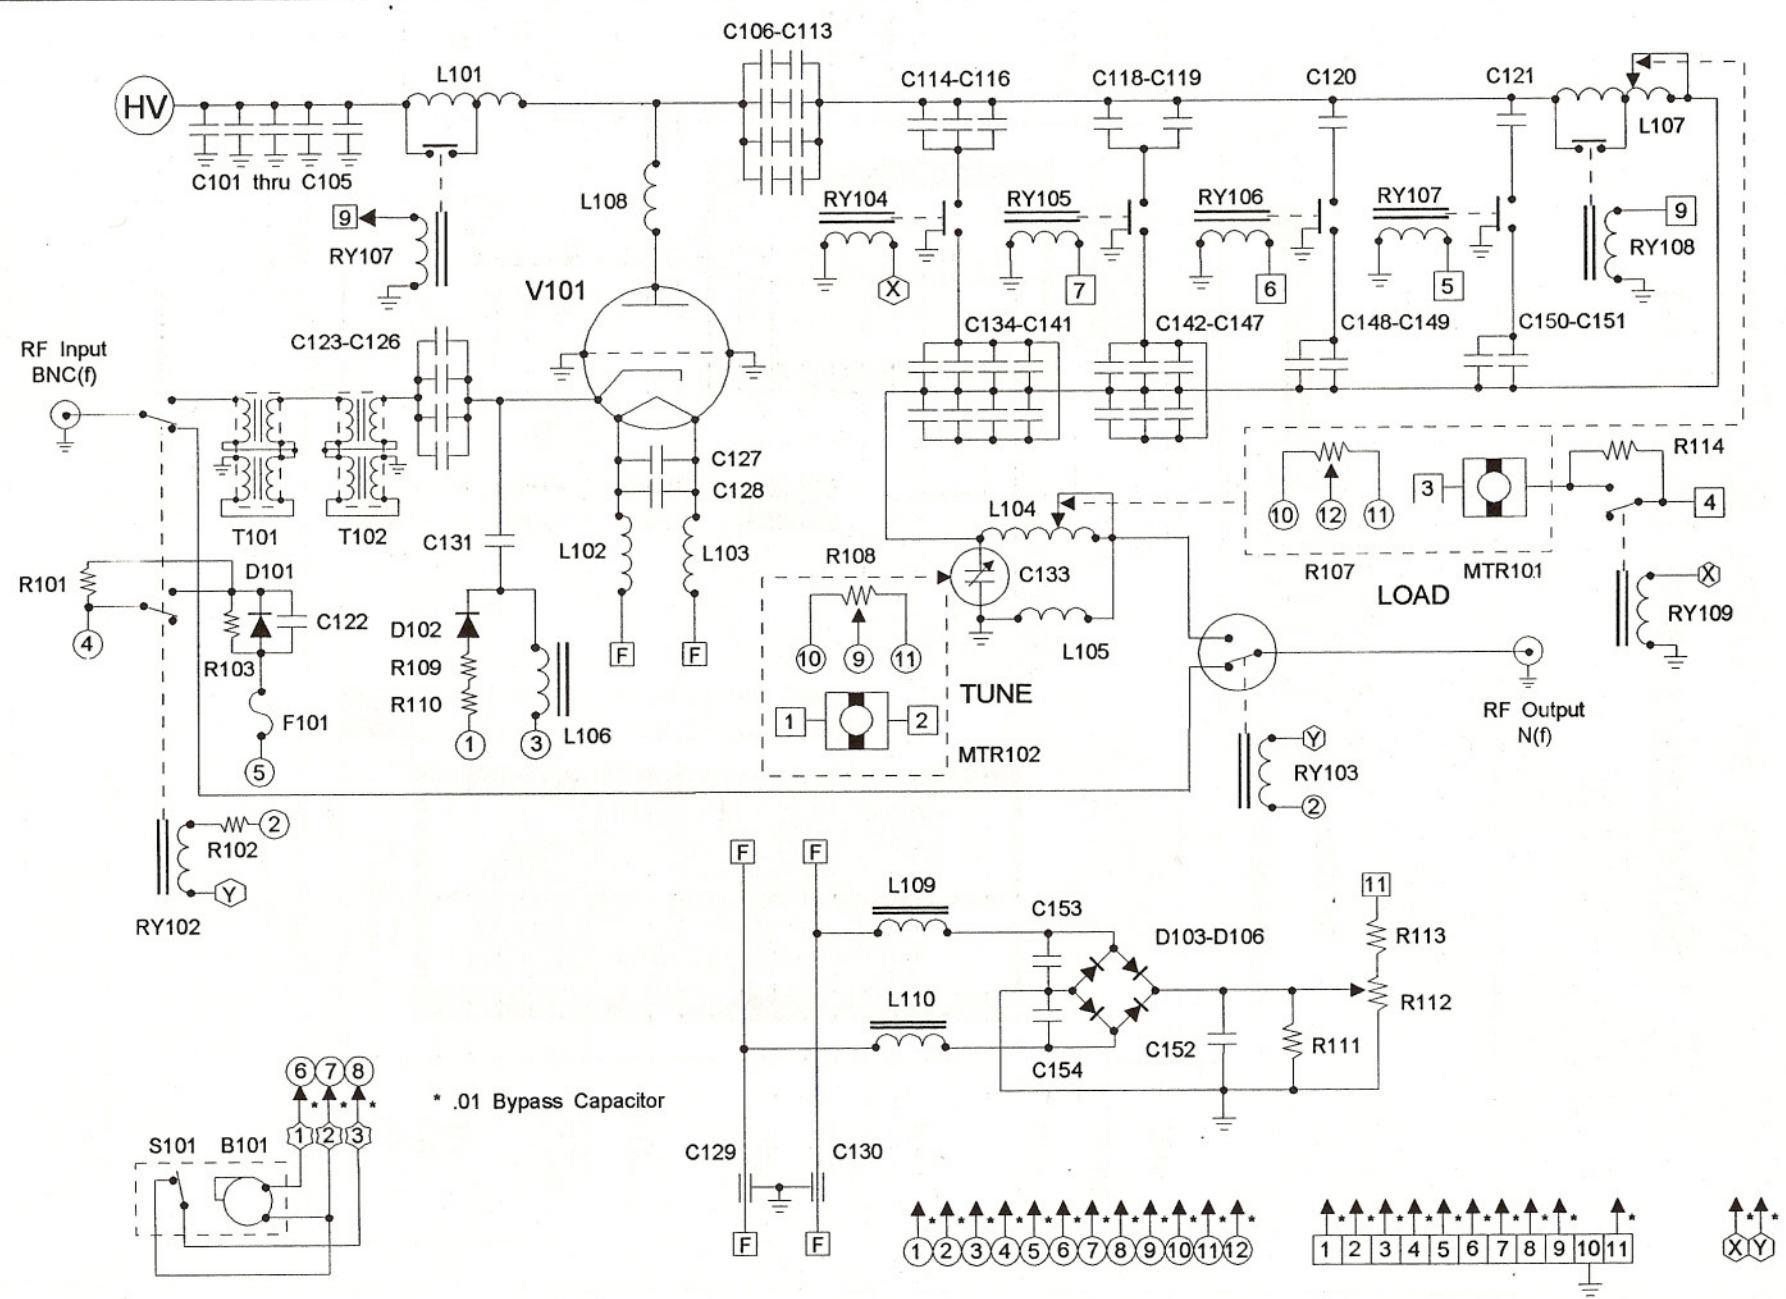 C106-C113
L101
C114-C116
C118-C119
C120
C121
HV
L107
C101 thru C105
L108
RY104
RY105
RY106
RY107
9
RY107
9
RY108
X
7
6
5
V101
C134-C141
C142-C147
C148-C149
C150-C151
C123-C126
RF Input
BNC(f)
C127
C128
R114
3
4
10
12
11
L104
T101
T102
C131
L102
L103
R108
C133
R107
MTR101
LOAD
X
RY109
R101
D101
C122
4
D102
R103
R109
R110
F F
10
9
11
L105
TUNE
1
2
F101
1
3
L106
MTR102
RF Output
N(f)
5
Y
RY103
2
2
R102
Y
RY102
F F
L109
11
C153
D103-D106
R113
L110
R112
C152
R111
C154
6 7 8
* * *
* .01 Bypass Capacitor
1 2 3
S101
B101
C129
C130
F F
* * * * * * * * * * * *
1 2 3 4 5 6 7 8 9 10 11 12
* * * * * * * * * *
1 2 3 4 5 6 7 8 9 10 11
* *
X Y